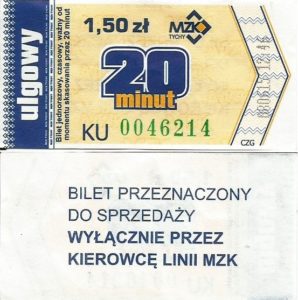 ulgowy
Bilet jednorazowy, czasowy, ważny od
momentu skasowania przez 20 minut
1,50 zł
MZK
TYCHY
20
minut
KU 0046214
CZG
BILET PRZEZNACZONY
DO SPRZEDAŻY
WYŁĄCZNIE PRZEZ
KIEROWCĘ LINII MZK